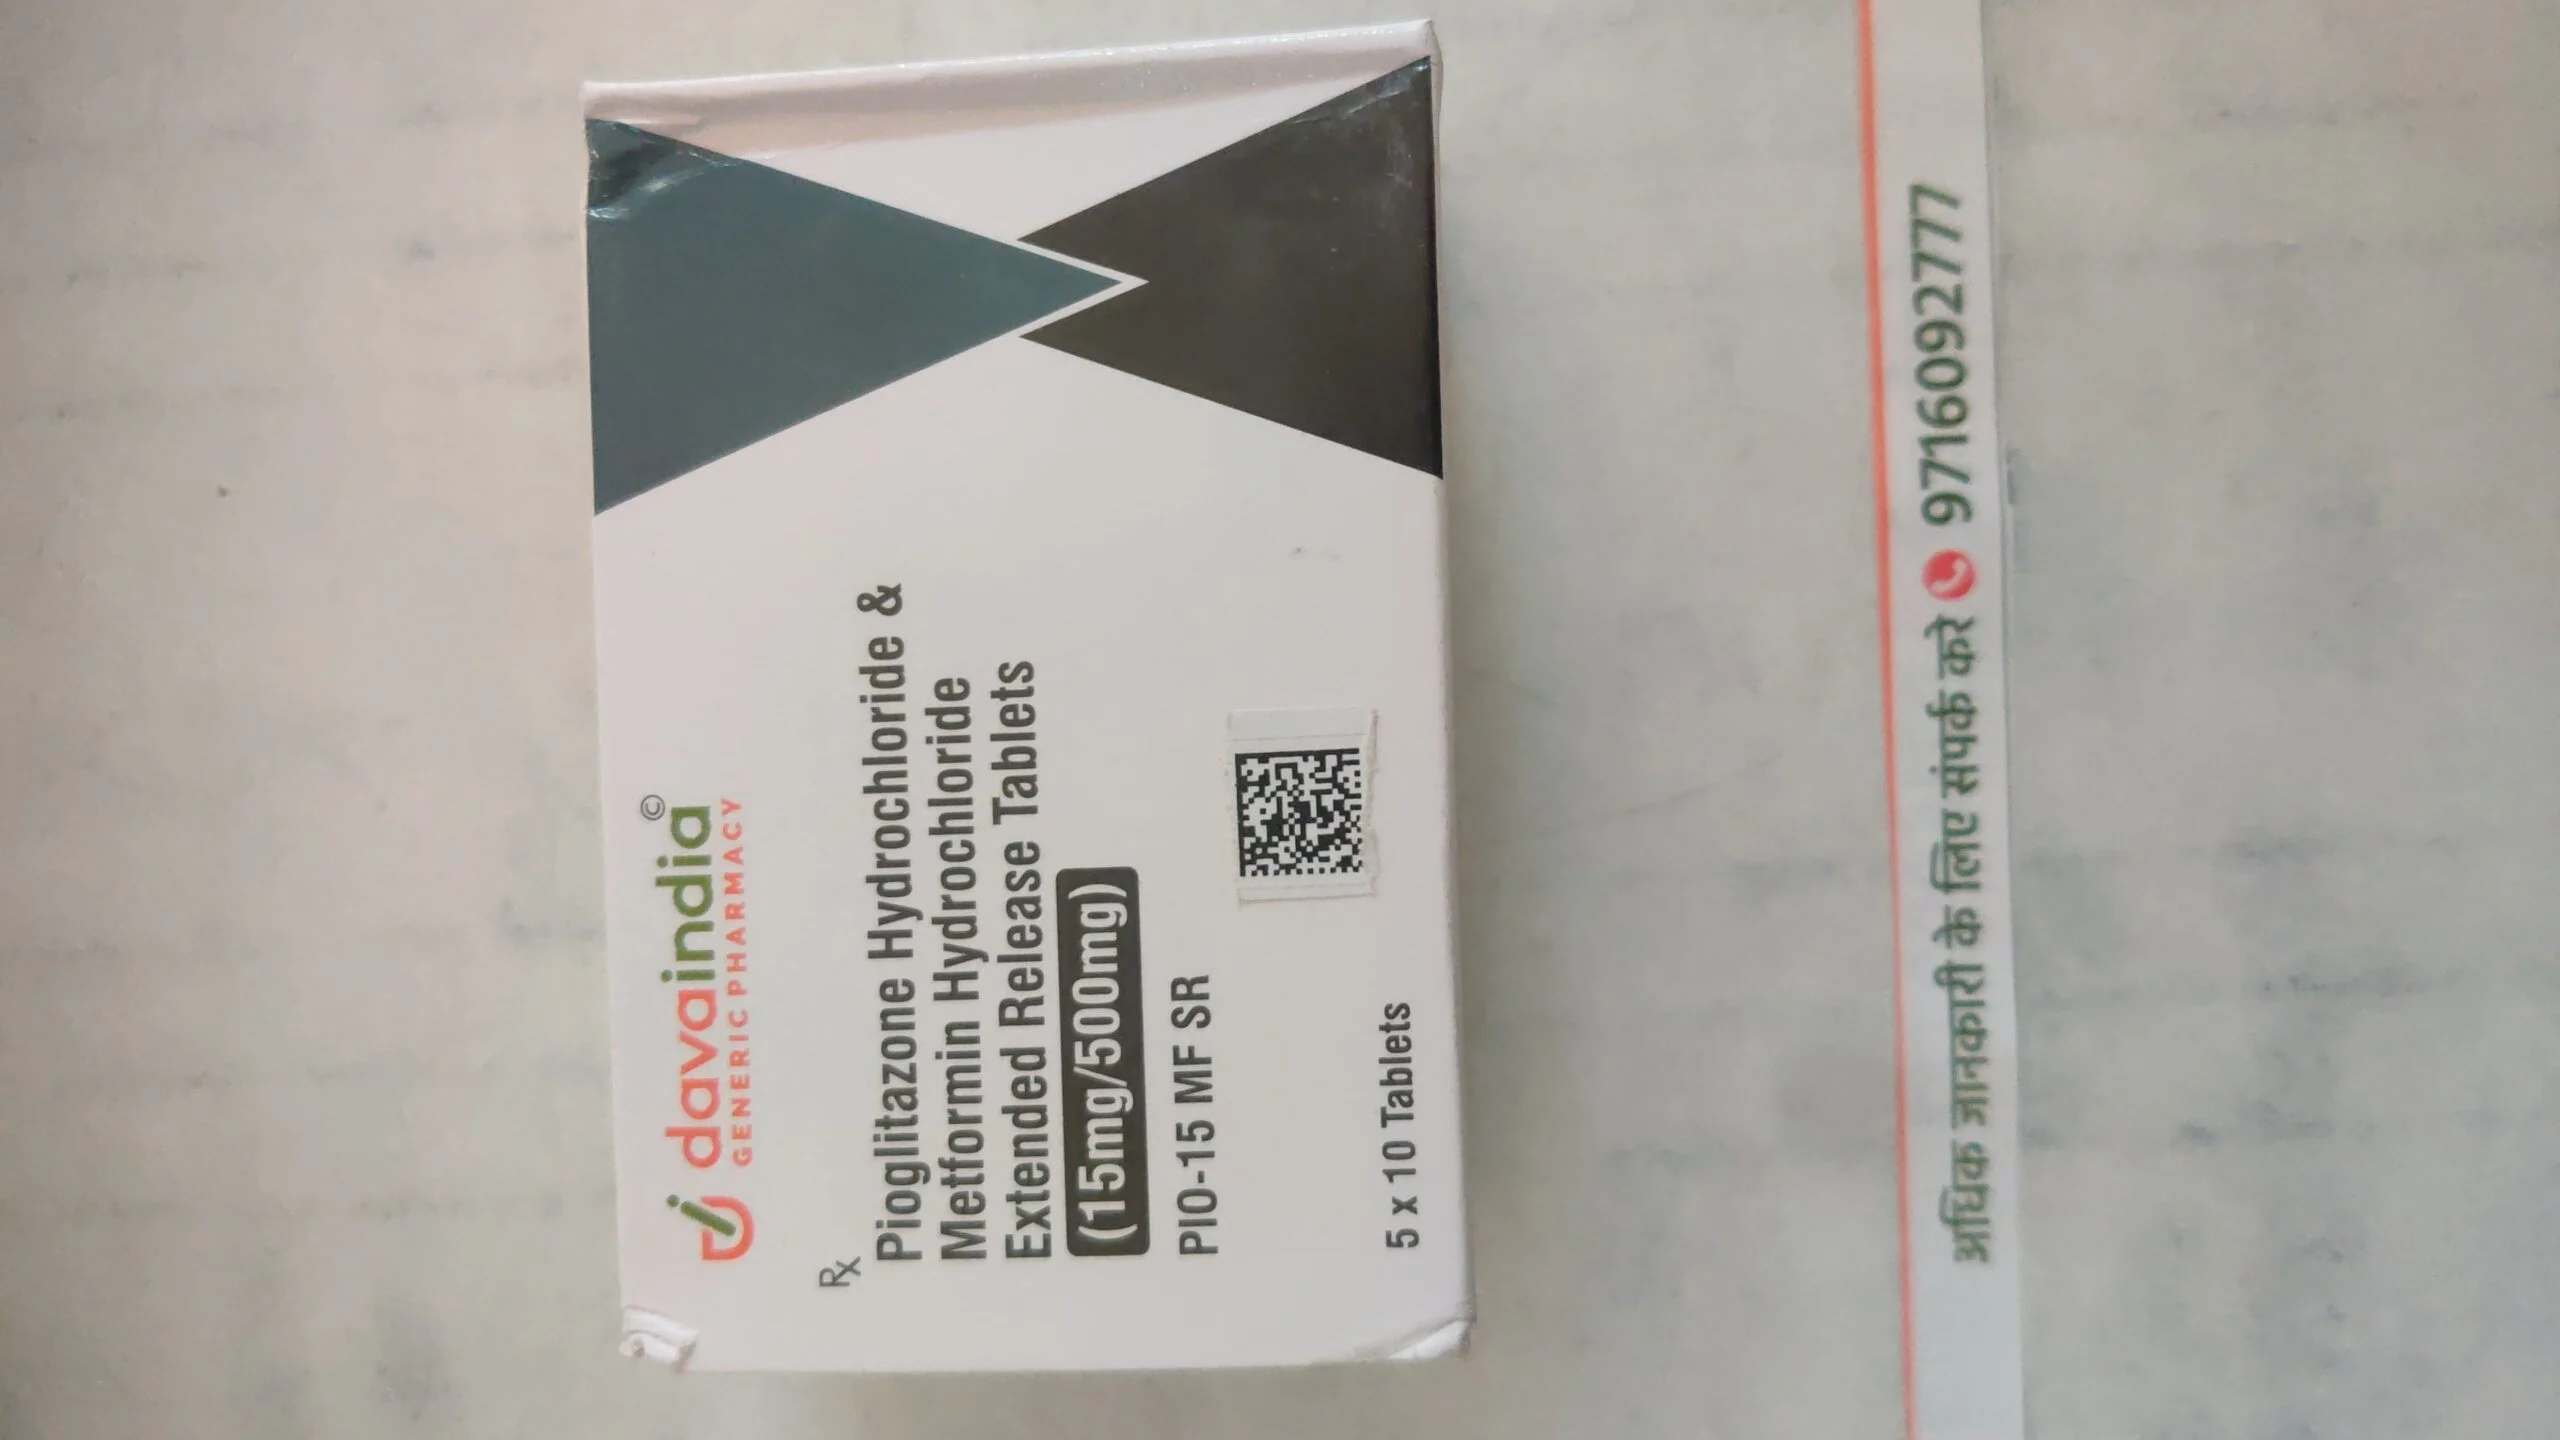 davaindia©
GENERIC PHARMACY
Rx
Pioglitazone Hydrochloride &
Metformin Hydrochloride
Extended Release Tablets
(15mg/500mg)
PIO-15 MF SR
5 x 10 Tablets
अधिक जानकारी के लिए संपर्क करे 9716092777